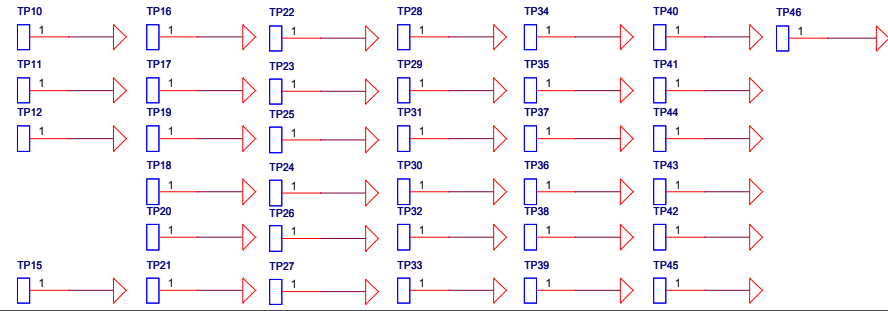 TP10 TP16 TP22 TP28 TP34 TP40 TP46
1 1 1 1 1 1 1
TP11 TP17 TP23 TP29 TP35 TP41
1 1 1 1 1 1
TP12 TP19 TP25 TP31 TP37 TP44
1 1 1 1 1 1
TP18 TP24 TP30 TP36 TP43
1 1 1 1 1
TP20 TP26 TP32 TP38 TP42
1 1 1 1 1
TP15 TP21 TP27 TP33 TP39 TP45
1 1 1 1 1 1